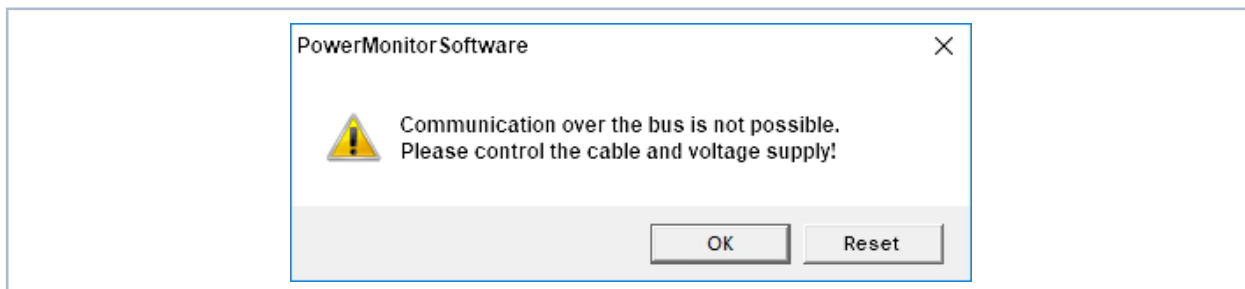 PowerMonitorSoftware
Communication over the bus is not possible.
Please control the cable and voltage supply!
OK
Reset